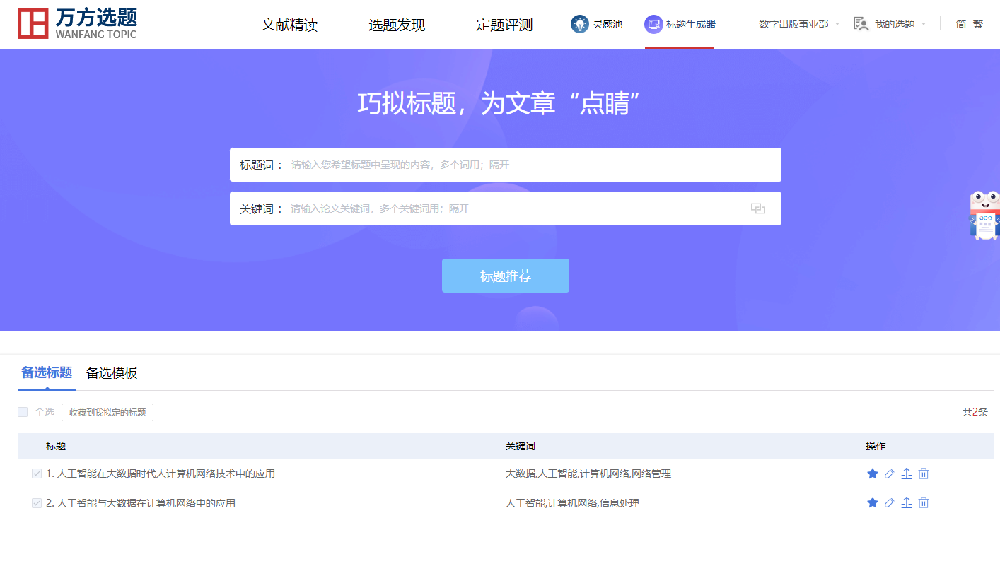 万方选题
WANFANG TOPIC
文献精读 选题发现 定题评测 灵感池 标题生成器 数字出版事业部 我的选题 简 繁
巧拟标题，为文章“点睛”
标题词： 请输入您希望标题中呈现的内容，多个词用；隔开
关键词： 请输入论文关键词，多个关键词用；隔开
标题推荐
备选标题 备选模板
全选 收藏到我拟定的标题 共2条
标题 关键词 操作
1. 人工智能在大数据时代人计算机网络技术中的应用 大数据,人工智能,计算机网络,网络管理
2. 人工智能与大数据在计算机网络中的应用 人工智能,计算机网络,信息处理